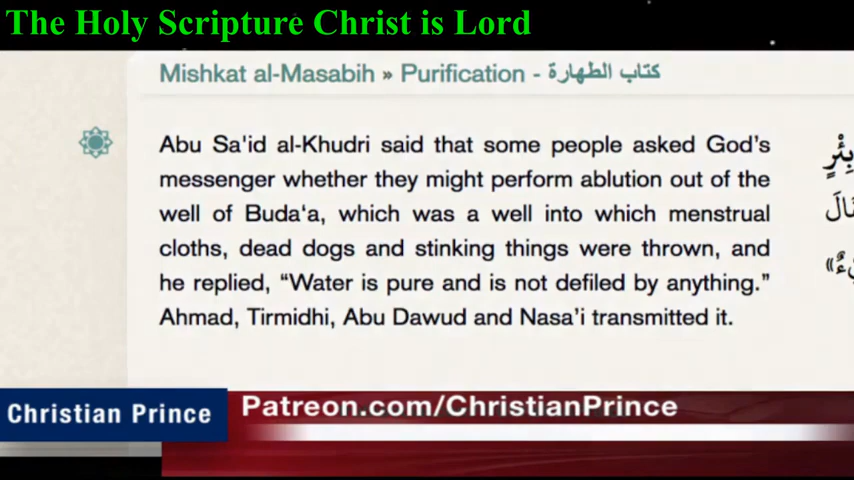 The Holy Scripture Christ is Lord
Mishkat al-Masabih » Purification - كتاب الطهارة
Abu Sa'id al-Khudri said that some people asked God's
messenger whether they might perform ablution out of the
well of Buda‘a, which was a well into which menstrual
cloths, dead dogs and stinking things were thrown, and
he replied, “Water is pure and is not defiled by anything.”
Ahmad, Tirmidhi, Abu Dawud and Nasa'i transmitted it.
بِئْرِ
Christian Prince
Patreon.com/ChristianPrince